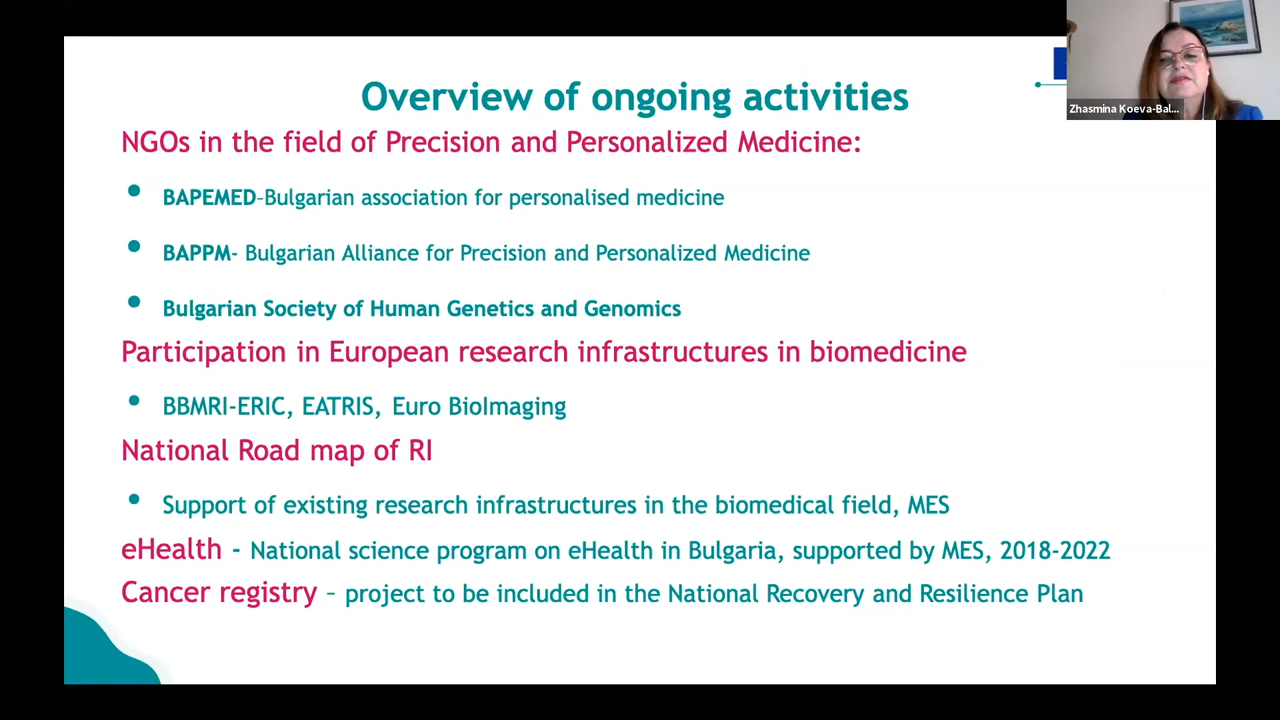 Overview of ongoing activities
Zhasmina Koeva-Bal...
NGOs in the field of Precision and Personalized Medicine:
• BAPEMED–Bulgarian association for personalised medicine
• BAPPM- Bulgarian Alliance for Precision and Personalized Medicine
• Bulgarian Society of Human Genetics and Genomics
Participation in European research infrastructures in biomedicine
• BBMRI-ERIC, EATRIS, Euro BioImaging
National Road map of RI
• Support of existing research infrastructures in the biomedical field, MES
eHealth - National science program on eHealth in Bulgaria, supported by MES, 2018-2022
Cancer registry – project to be included in the National Recovery and Resilience Plan